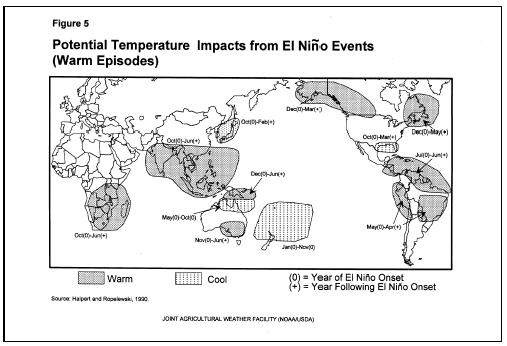 Figure 5
Potential Temperature Impacts from El Niño Events
(Warm Episodes)
Dec(0)-Mar(+)
Oct(0)-Feb(+)
Dec(0)-May(+)
Oct(0)-Mar(+)
Oct(0)-Jun(+)
Jul(0)-Jun(+)
Dec(0)-Jun(+)
May(0)-Oct(0)
May(0)-Apr(+)
Oct(0)-Jun(+)
Nov(0)-Jun(+)
Jan(0)-Nov(0)
Warm
Cool
(0) = Year of El Niño Onset
(+) = Year Following El Niño Onset
Source: Halpert and Ropelewski, 1990.
JOINT AGRICULTURAL WEATHER FACILITY (NOAA/USDA)